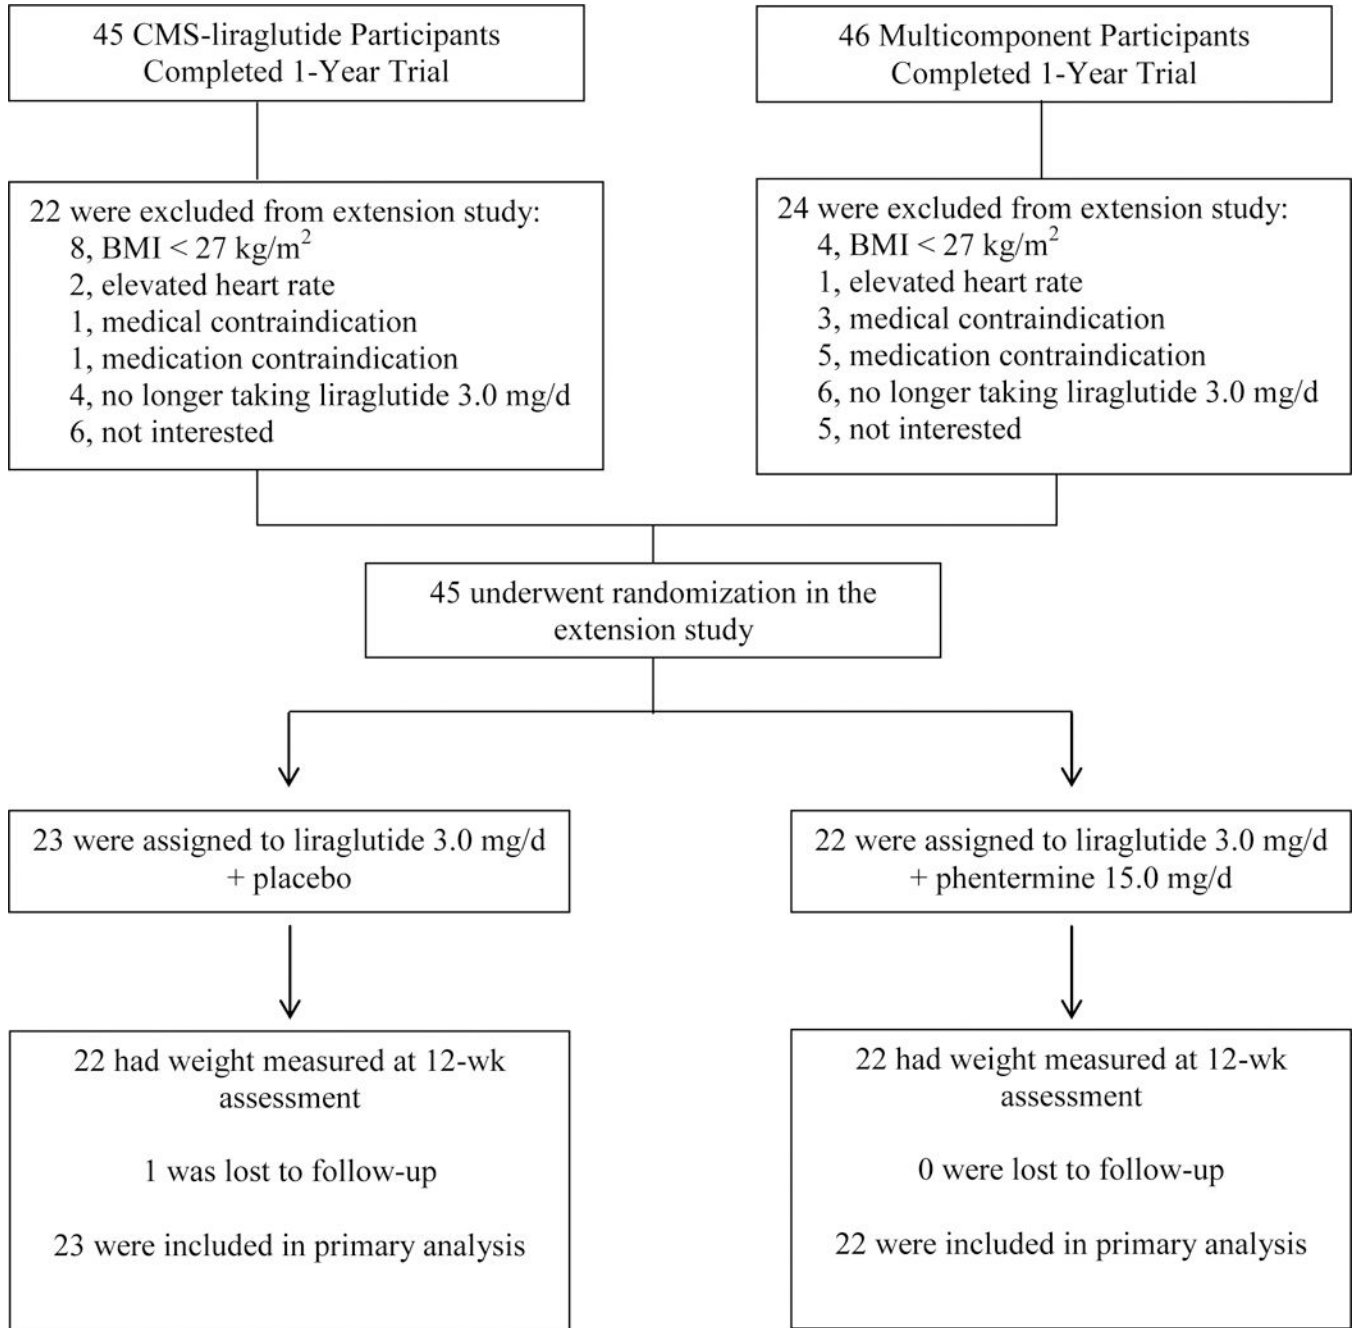 45 CMS-liraglutide Participants
Completed 1-Year Trial
46 Multicomponent Participants
Completed 1-Year Trial
22 were excluded from extension study:
8, BMI < 27 kg/m²
2, elevated heart rate
1, medical contraindication
1, medication contraindication
4, no longer taking liraglutide 3.0 mg/d
6, not interested
24 were excluded from extension study:
4, BMI < 27 kg/m²
1, elevated heart rate
3, medical contraindication
5, medication contraindication
6, no longer taking liraglutide 3.0 mg/d
5, not interested
45 underwent randomization in the
extension study
23 were assigned to liraglutide 3.0 mg/d
+ placebo
22 were assigned to liraglutide 3.0 mg/d
+ phentermine 15.0 mg/d
22 had weight measured at 12-wk
assessment
1 was lost to follow-up
23 were included in primary analysis
22 had weight measured at 12-wk
assessment
0 were lost to follow-up
22 were included in primary analysis